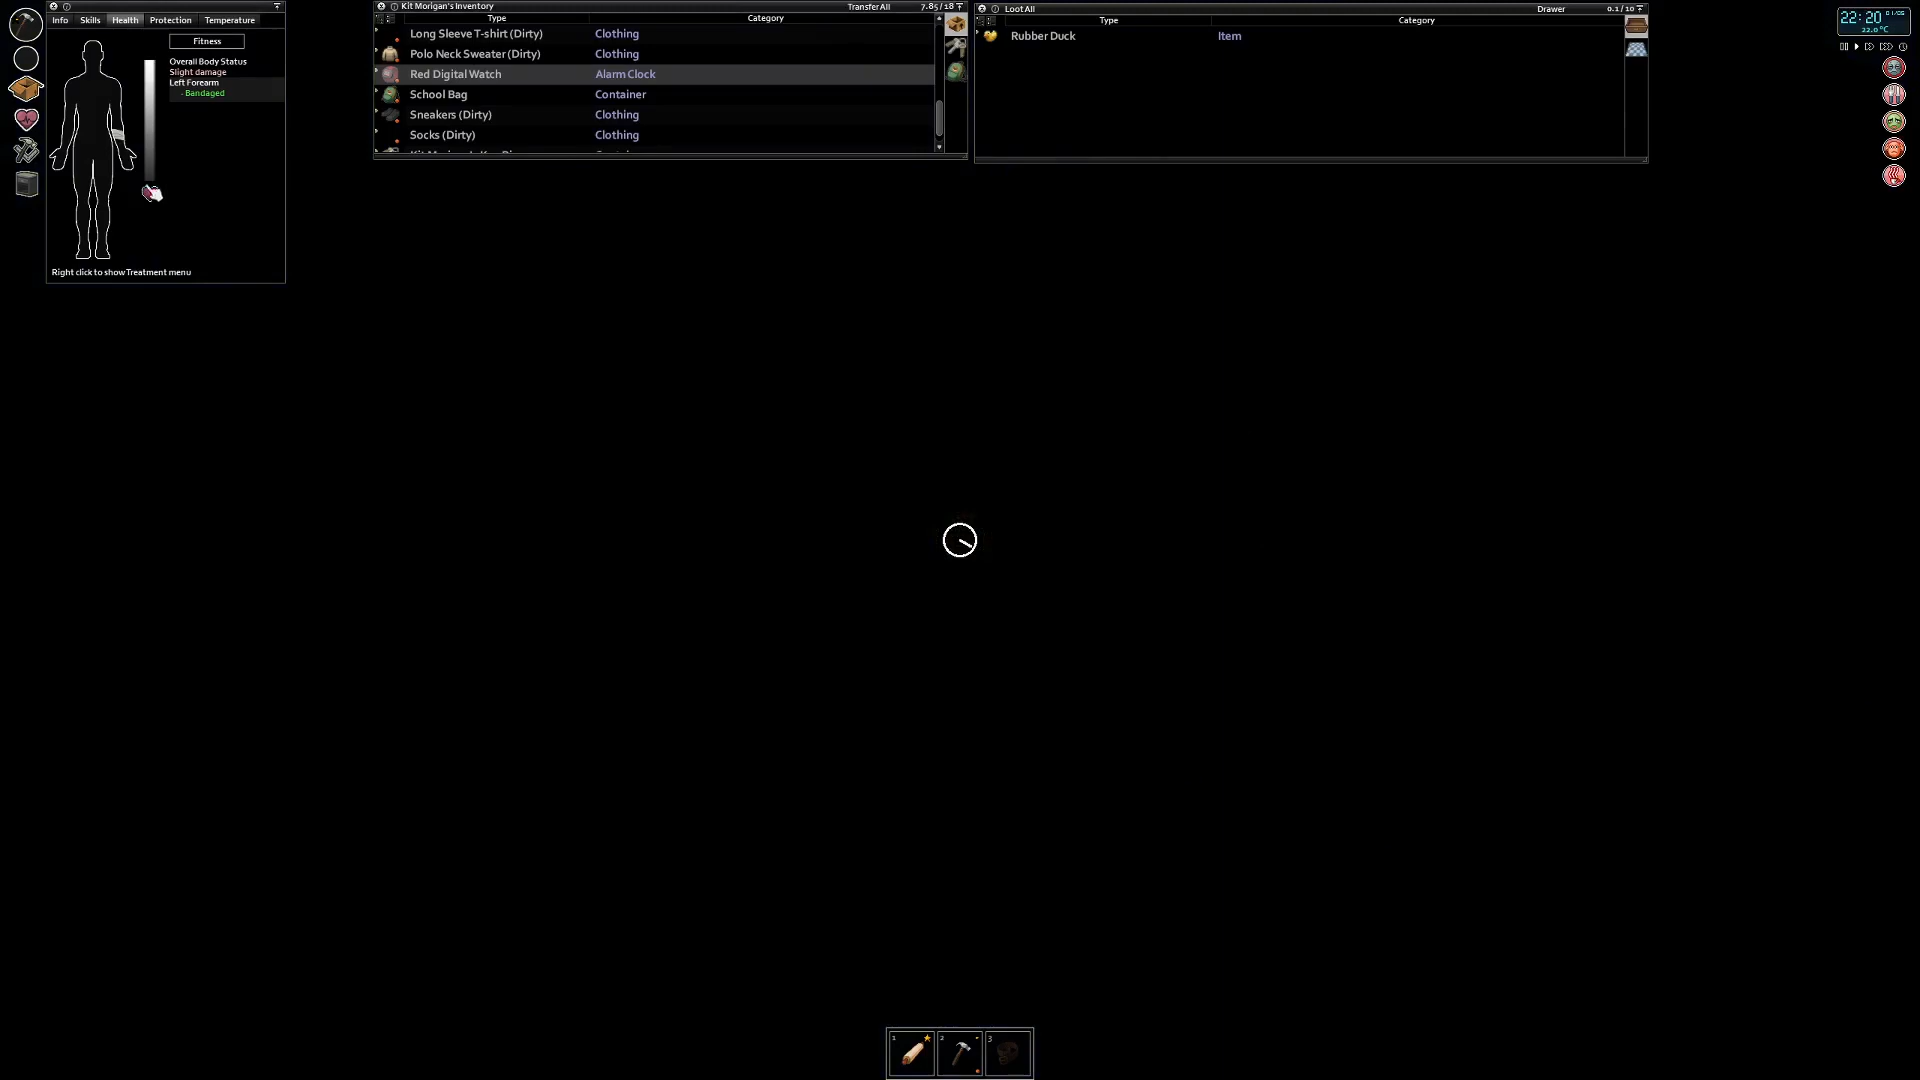 Info Skills Health Protection Temperature
Fitness
Overall Body Status
Slight damage
Left Forearm
- Bandaged
Right click to show Treatment menu
Kit Morigan's Inventory Transfer All 7.85 / 18
Type Category
Long Sleeve T-shirt (Dirty) Clothing
Polo Neck Sweater (Dirty) Clothing
Red Digital Watch Alarm Clock
School Bag Container
Sneakers (Dirty) Clothing
Socks (Dirty) Clothing
Loot All Drawer 0.1 / 10
Type Category
Rubber Duck Item
22:20
22.0 °C
1 2 3